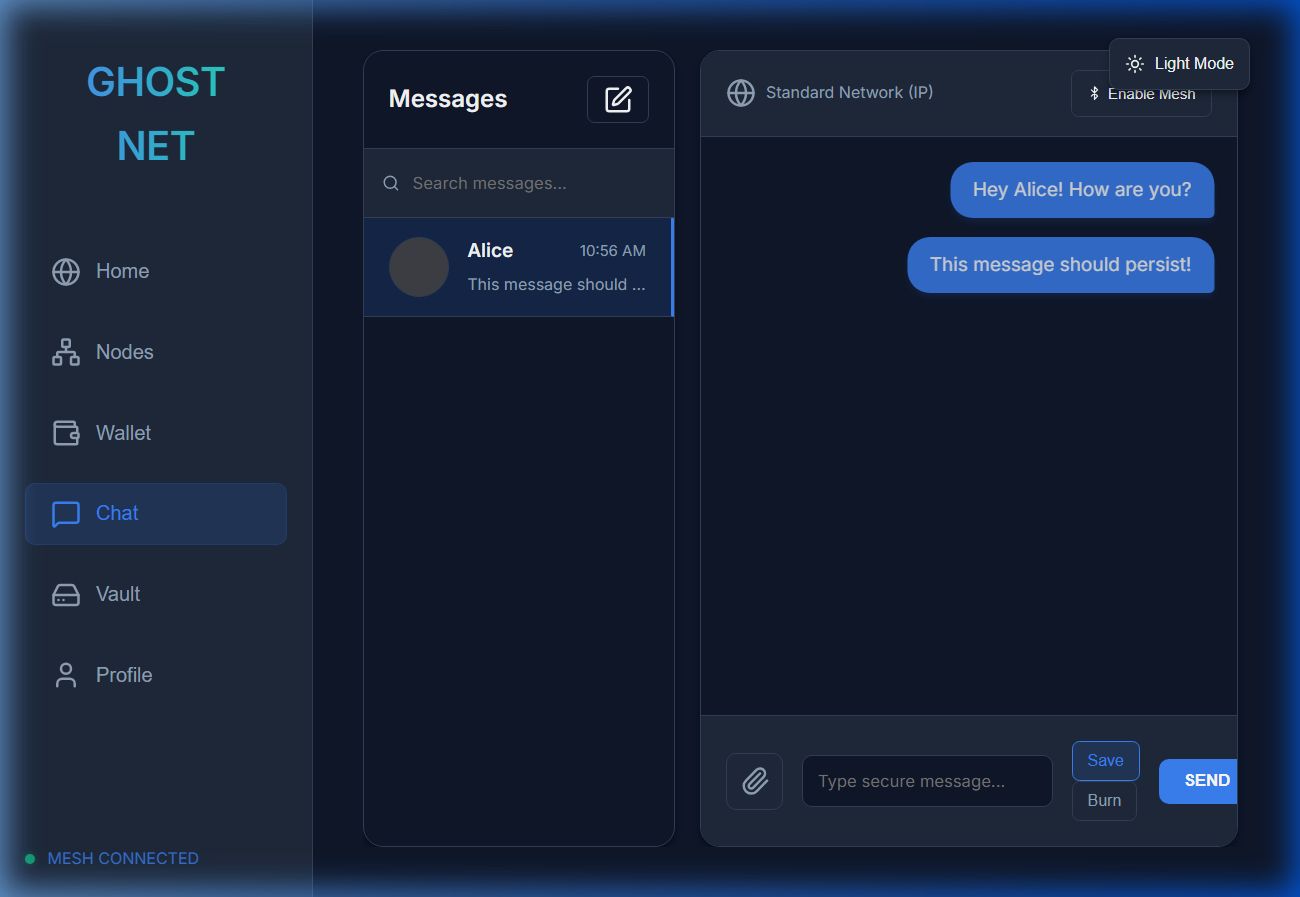 GHOST
NET
Home
Nodes
Wallet
Chat
Vault
Profile
MESH CONNECTED
Messages
Search messages...
Alice
10:56 AM
This message should ...
Standard Network (IP)
Light Mode
Enable Mesh
Hey Alice! How are you?
This message should persist!
Type secure message...
Save
Burn
SEND